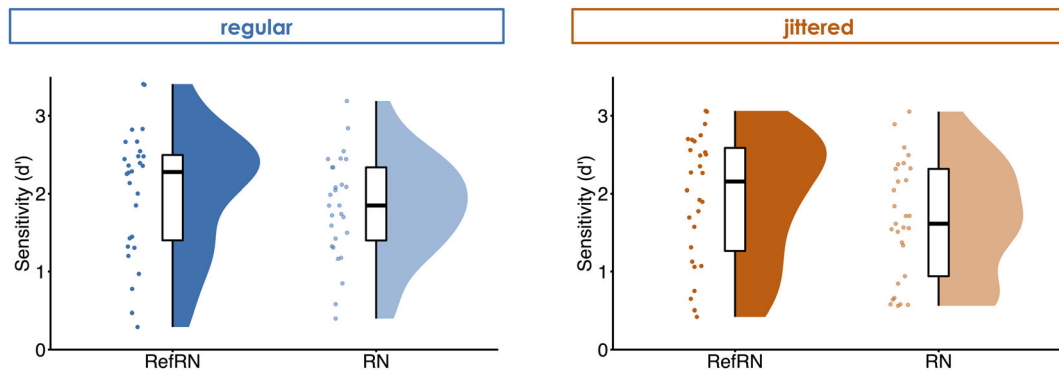 regular
jittered
Sensitivity (d')
3
2
1
0
RefRN
RN
Sensitivity (d')
3
2
1
0
RefRN
RN